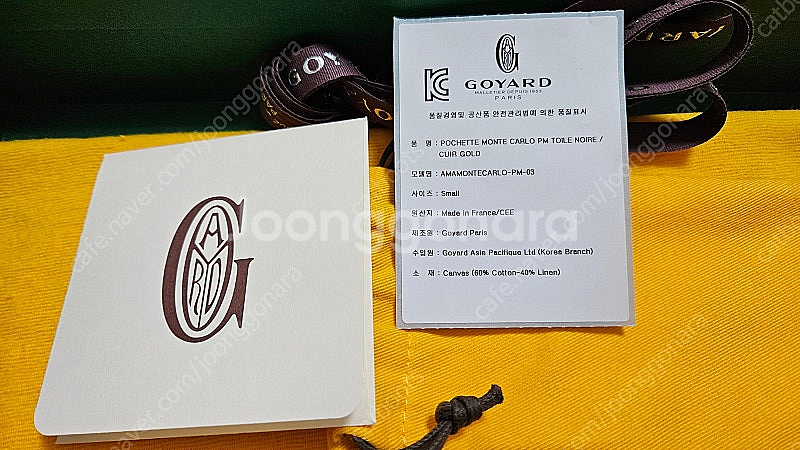 GOY
ARD
GOYARD
MALLETIER DEPUIS 1853
PARIS
품질경영및 공산품 안전관리법에 의한 품질표시
품 명 : POCHETTE MONTE CARLO PM TOILE NOIRE /
CUIR GOLD
모델명 : AMAMONTECARLO-PM-03
사이즈 : Small
원산지 : Made in France/CEE
제조원 : Goyard Paris
수입원 : Goyard Asia Pacifique Ltd (Korea Branch)
소 재 : Canvas (60% Cotton-40% Linen)
GOYARD
Joonggonara
cafe.naver.com/joonggonara